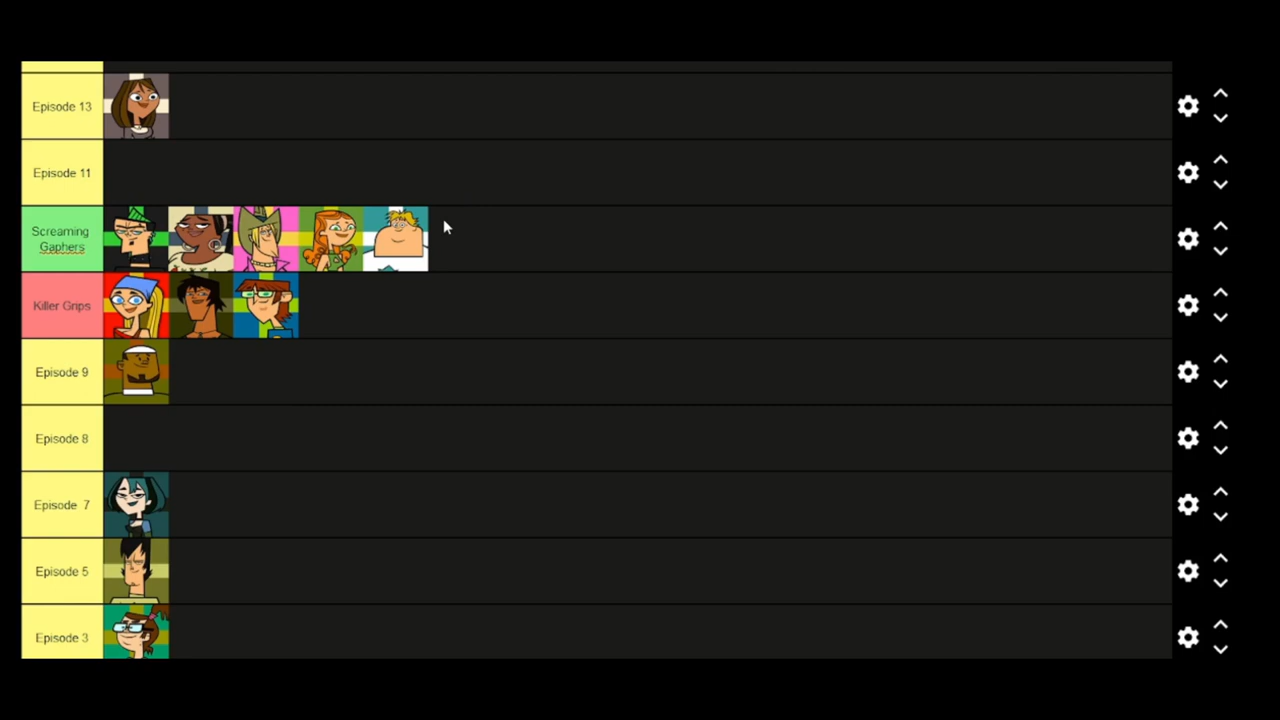 Episode 13
Episode 11
Screaming
Gaphers
Killer Grips
Episode 9
Episode 8
Episode 7
Episode 5
Episode 3